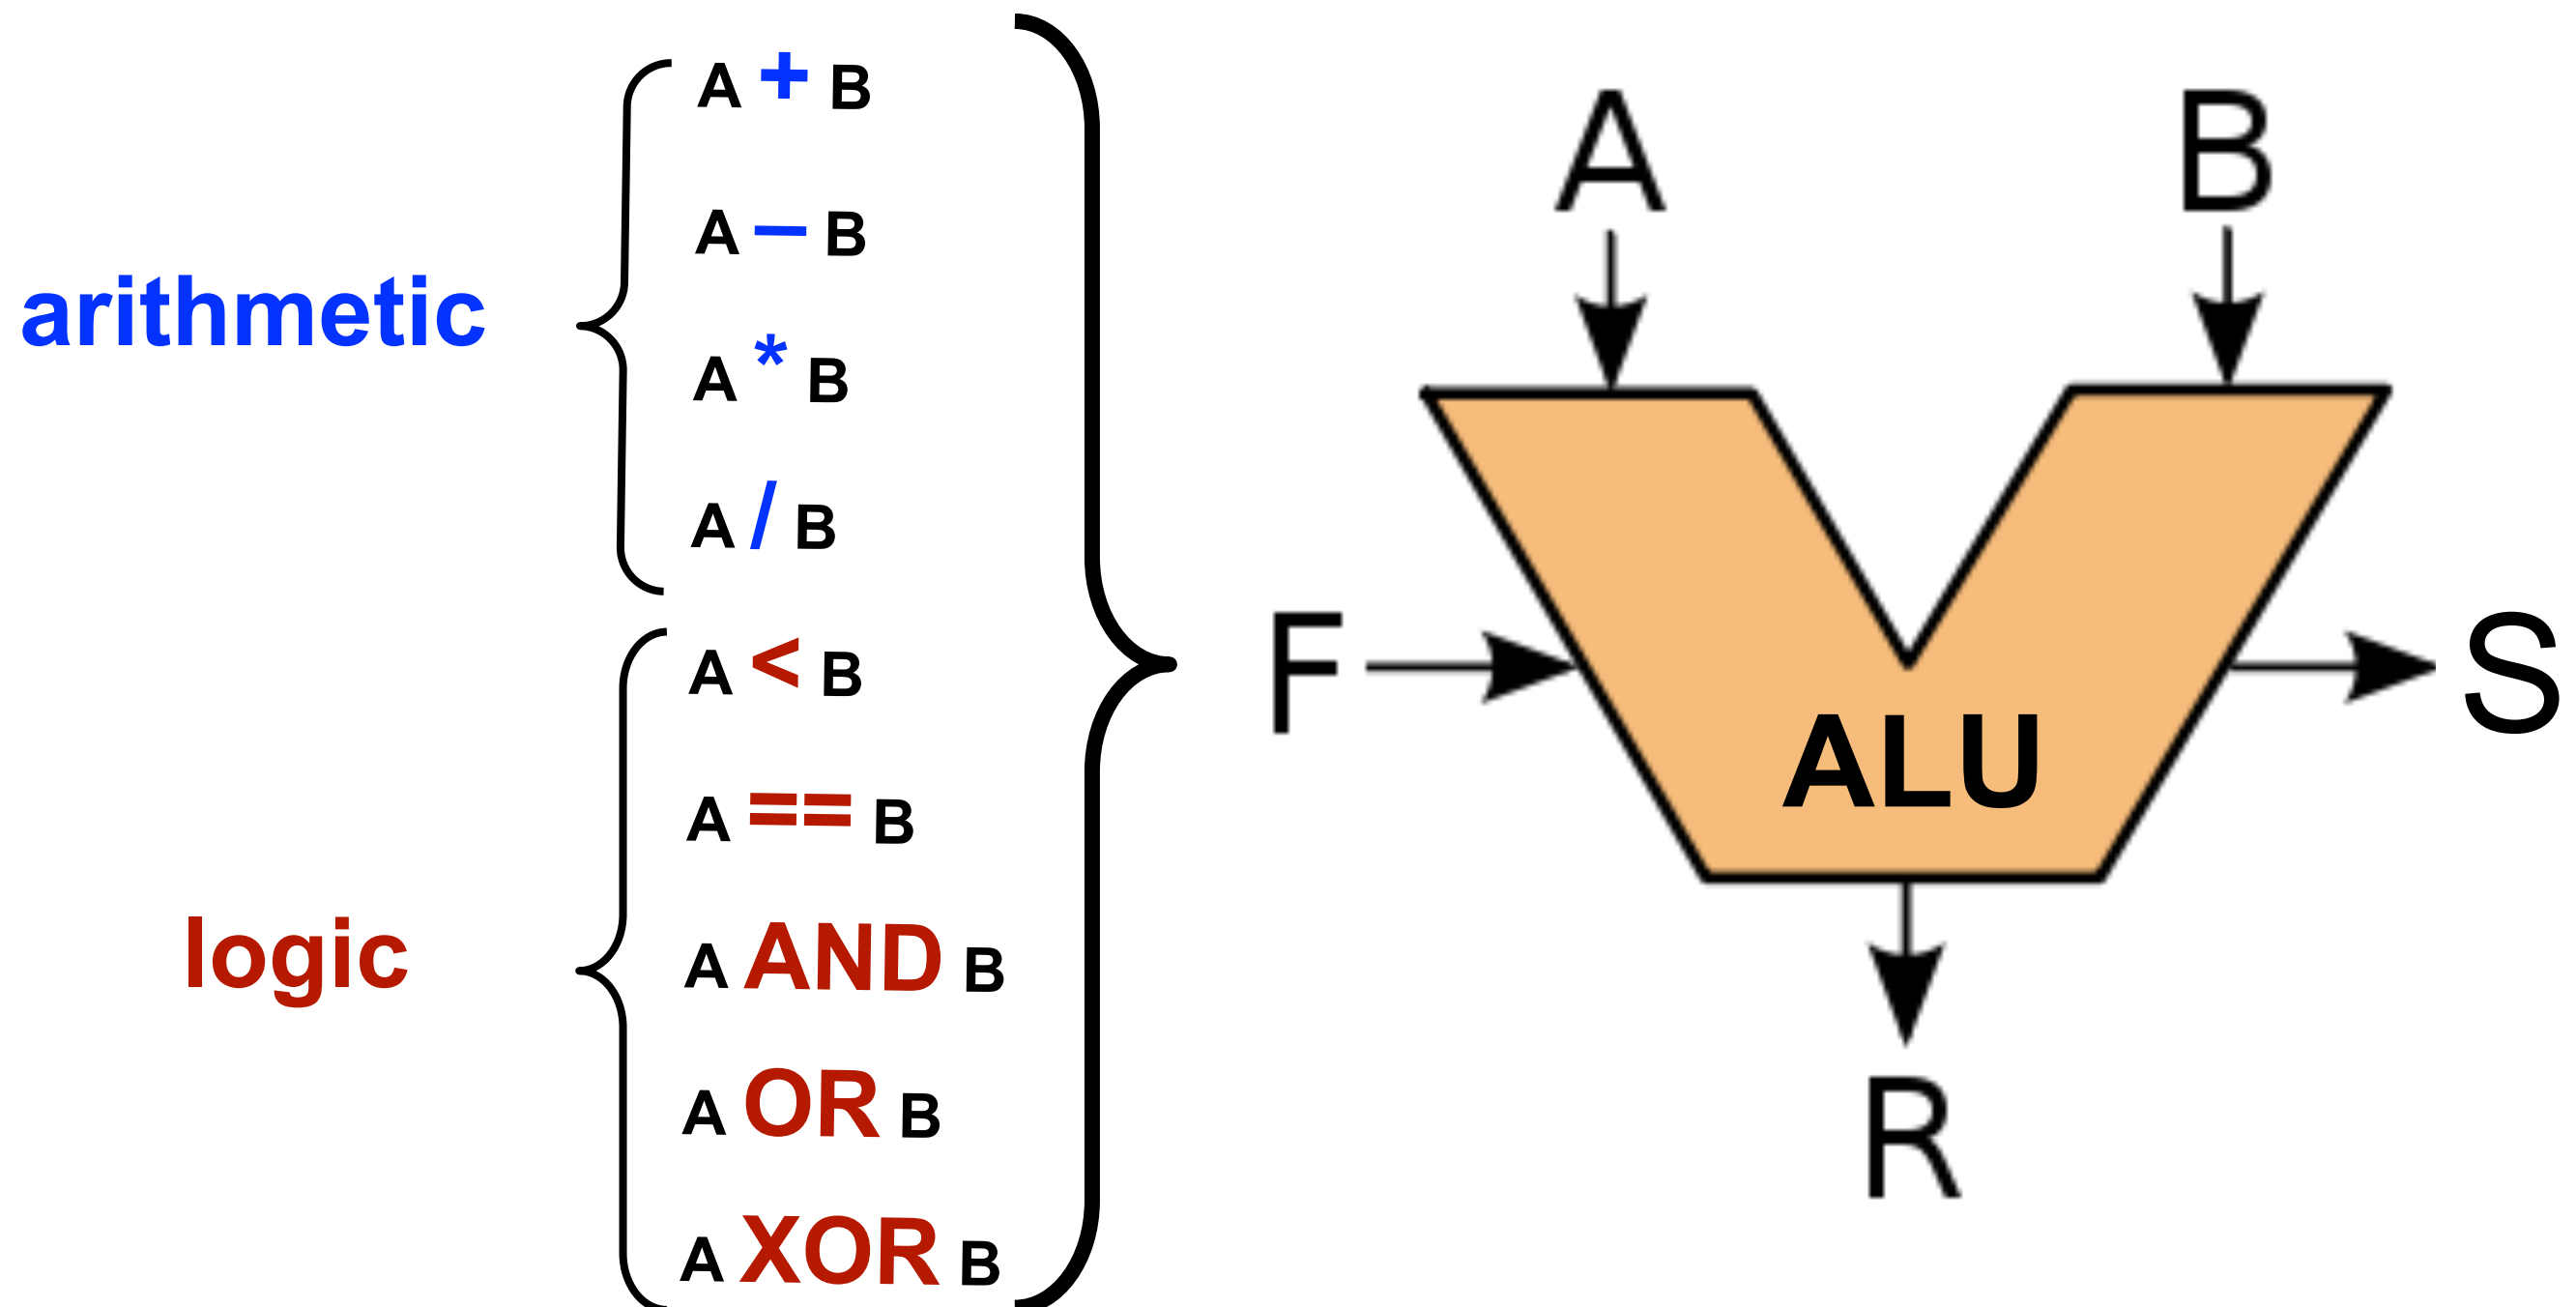 arithmetic
A + B
A – B
A * B
A / B
logic
A < B
A == B
A AND B
A OR B
A XOR B
A
B
F
ALU
S
R